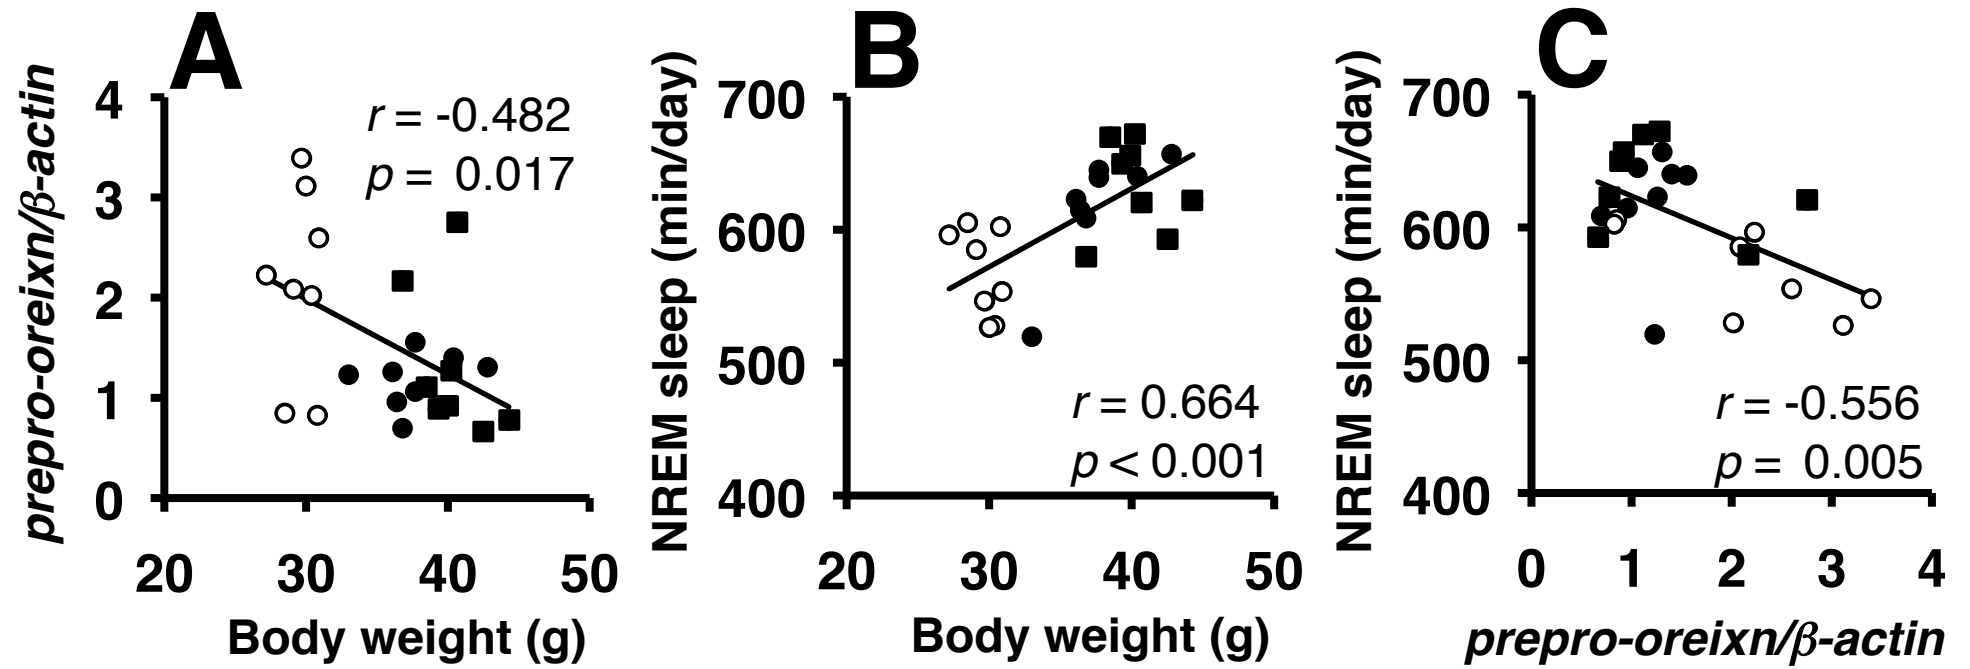 A
prepro-oreixn/β-actin
4
3
2
1
0
r = -0.482
p = 0.017
20 30 40 50
Body weight (g)
B
NREM sleep (min/day)
700
600
500
400
r = 0.664
p < 0.001
20 30 40 50
Body weight (g)
C
NREM sleep (min/day)
700
600
500
400
r = -0.556
p = 0.005
0 1 2 3 4
prepro-oreixn/β-actin